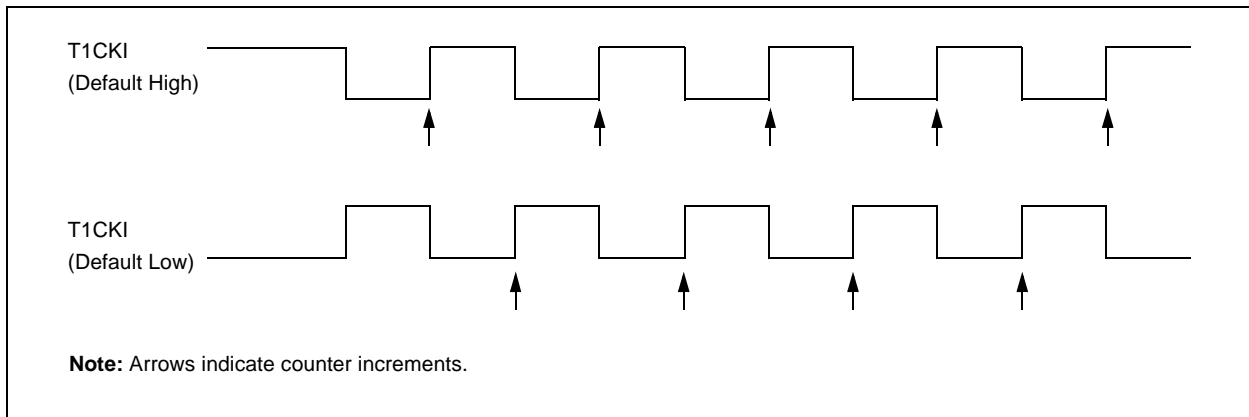 T1CKI
(Default High)
T1CKI
(Default Low)
Note: Arrows indicate counter increments.